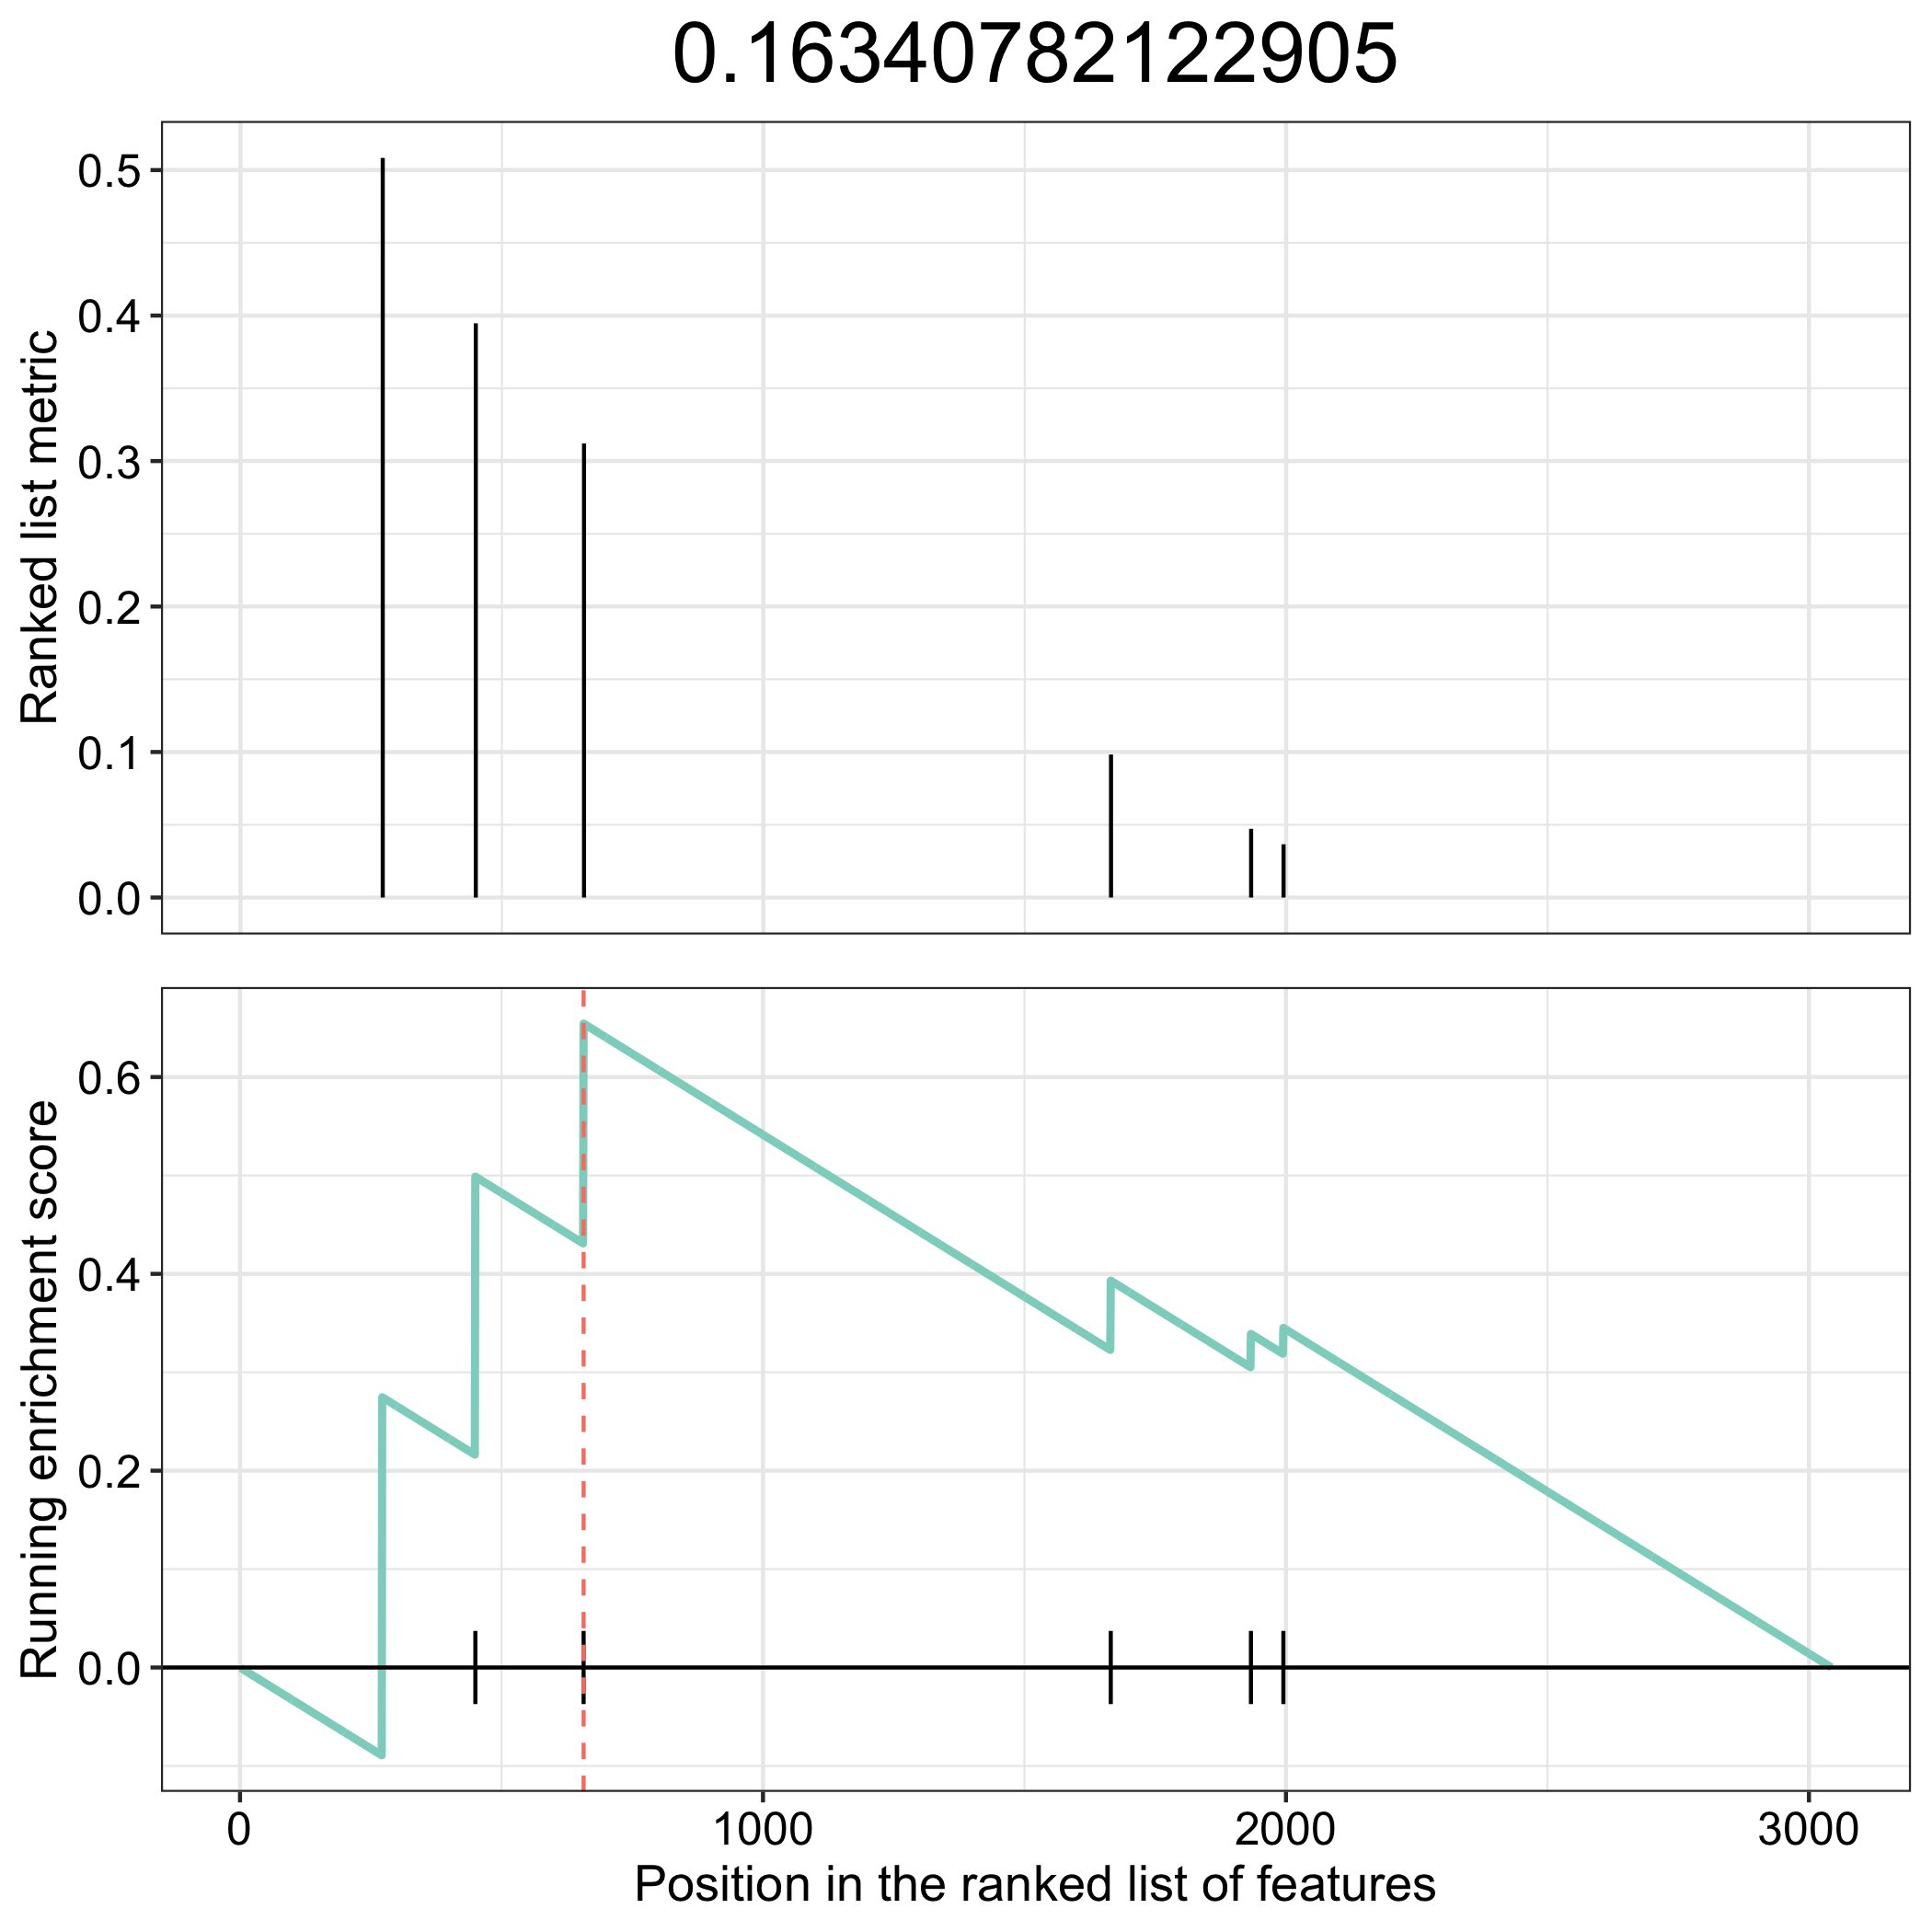 0.16340782122905
Ranked list metric
0.5
0.4
0.3
0.2
0.1
0.0
Running enrichment score
0.6
0.4
0.2
0.0
0 1000 2000 3000
Position in the ranked list of features